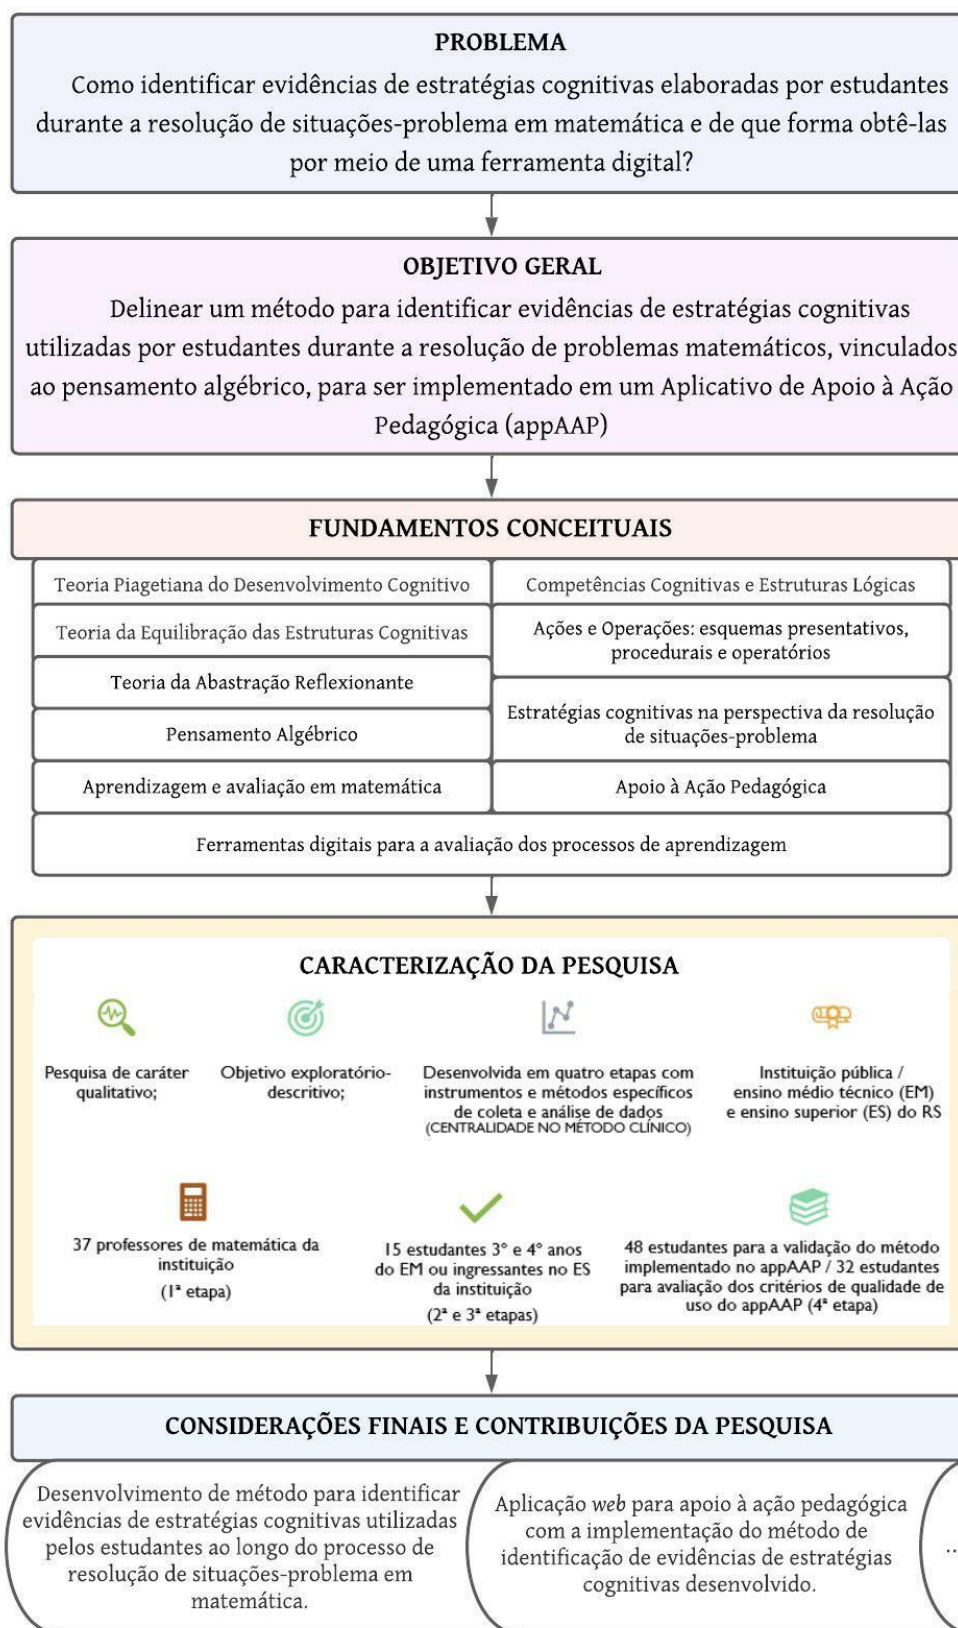 PROBLEMA
Como identificar evidências de estratégias cognitivas elaboradas por estudantes
durante a resolução de situações-problema em matemática e de que forma obtê-las
por meio de uma ferramenta digital?
OBJETIVO GERAL
Delinear um método para identificar evidências de estratégias cognitivas
utilizadas por estudantes durante a resolução de problemas matemáticos, vinculados
ao pensamento algébrico, para ser implementado em um Aplicativo de Apoio à Ação
Pedagógica (appAAP)
FUNDAMENTOS CONCEITUAIS
Teoria Piagetiana do Desenvolvimento Cognitivo
Teoria da Equilibração das Estruturas Cognitivas
Teoria da Abastração Reflexionante
Pensamento Algébrico
Aprendizagem e avaliação em matemática
Competências Cognitivas e Estruturas Lógicas
Ações e Operações: esquemas presentativos,
procedurais e operatórios
Estratégias cognitivas na perspectiva da resolução
de situações-problema
Apoio à Ação Pedagógica
Ferramentas digitais para a avaliação dos processos de aprendizagem
CARACTERIZAÇÃO DA PESQUISA
Pesquisa de caráter
qualitativo;
Objetivo exploratório-
descritivo;
Desenvolvida em quatro etapas com
instrumentos e métodos específicos
de coleta e análise de dados
(CENTRALIDADE NO MÉTODO CLÍNICO)
Instituição pública /
ensino médio técnico (EM)
e ensino superior (ES) do RS
37 professores de matemática da
instituição
(1ª etapa)
15 estudantes 3° e 4° anos
do EM ou ingressantes no ES
da instituição
(2ª e 3ª etapas)
48 estudantes para a validação do método
implementado no appAAP / 32 estudantes
para avaliação dos critérios de qualidade de
uso do appAAP (4ª etapa)
CONSIDERAÇÕES FINAIS E CONTRIBUIÇÕES DA PESQUISA
Desenvolvimento de método para identificar
evidências de estratégias cognitivas utilizadas
pelos estudantes ao longo do processo de
resolução de situações-problema em
matemática.
Aplicação web para apoio à ação pedagógica
com a implementação do método de
identificação de evidências de estratégias
cognitivas desenvolvido.
..